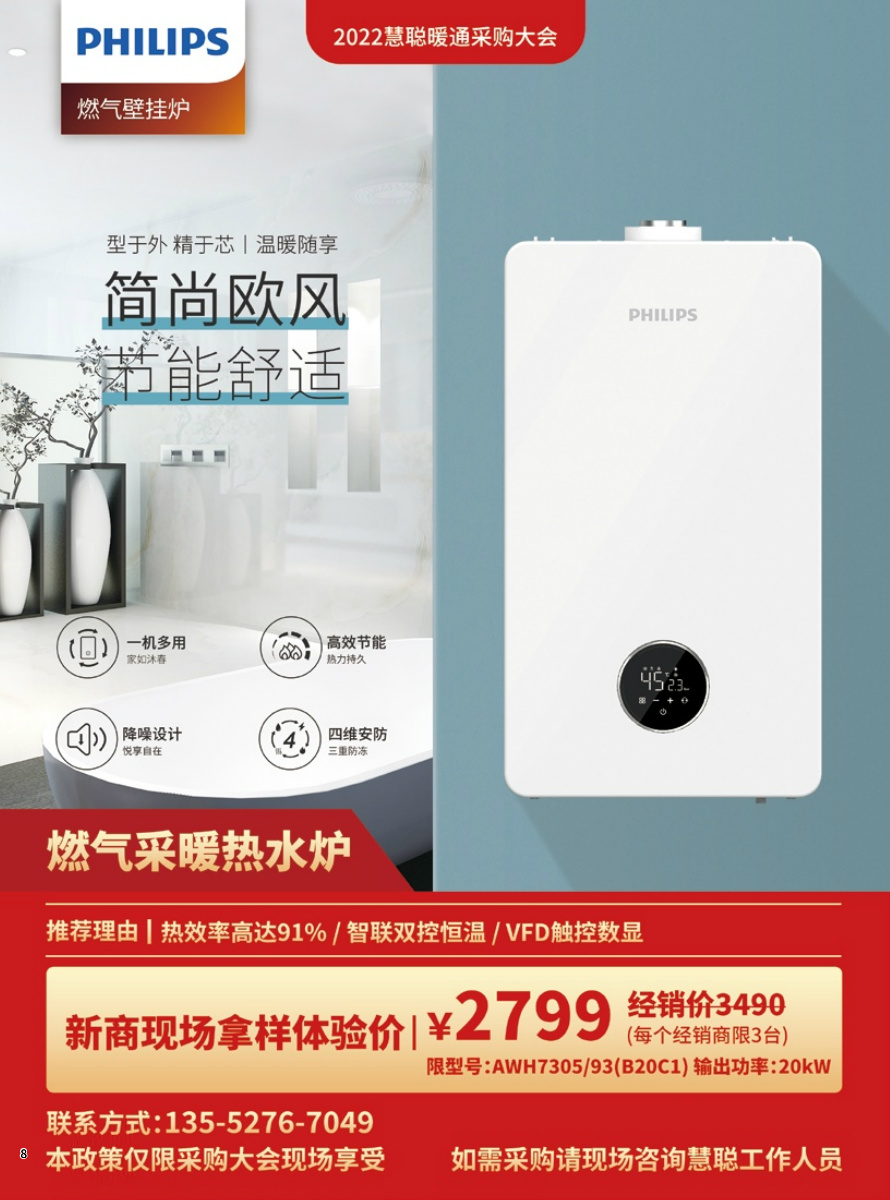 2022慧聪暖通采购大会
PHILIPS
燃气壁挂炉
型于外 精于芯 | 温暖随享
简尚欧风
节能舒适
PHILIPS
45 2.3
一机多用
家如沐春
高效节能
热力持久
降噪设计
悦享自在
4
四维安防
三重防冻
燃气采暖热水炉
推荐理由 | 热效率高达91% / 智联双控恒温 / VFD触控数显
新商现场拿样体验价 | ¥2799 经销价3490
(每个经销商限3台)
限型号:AWH7305/93(B20C1) 输出功率:20kW
联系方式:135-5276-7049
8
本政策仅限采购大会现场享受 如需采购请现场咨询慧聪工作人员